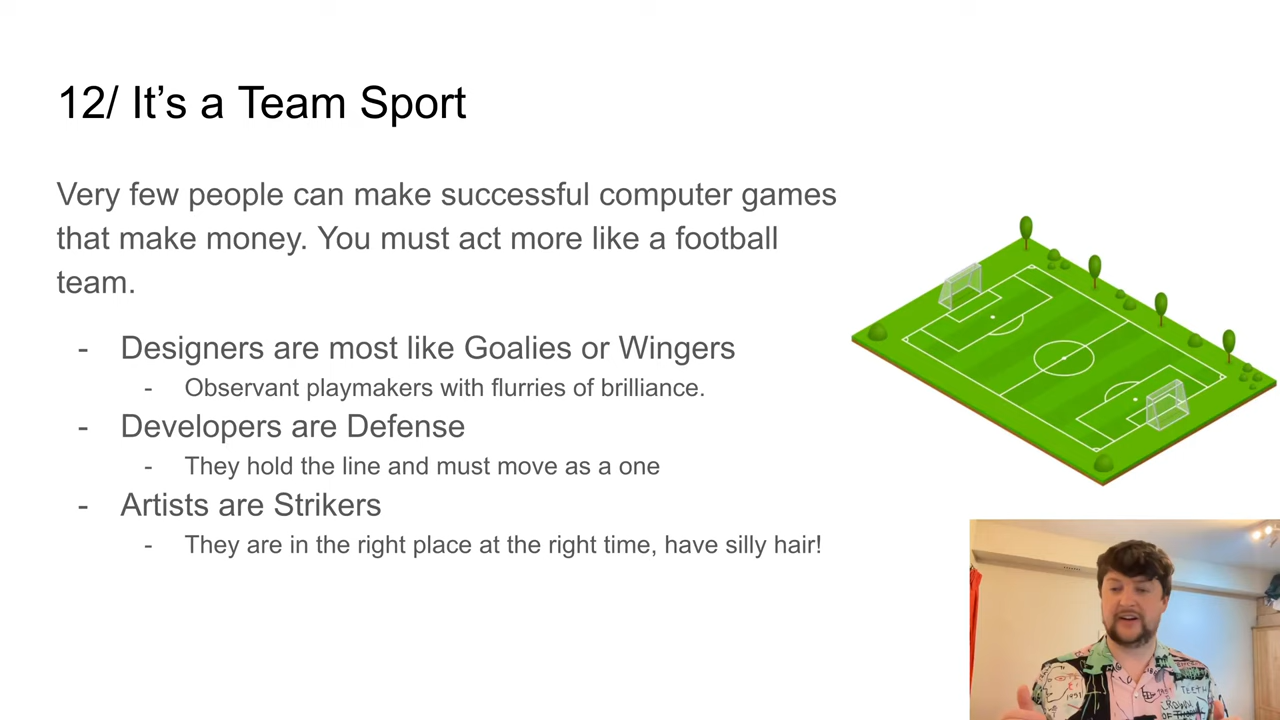 12/ It’s a Team Sport
Very few people can make successful computer games
that make money. You must act more like a football
team.
- Designers are most like Goalies or Wingers
- Observant playmakers with flurries of brilliance.
- Developers are Defense
- They hold the line and must move as a one
- Artists are Strikers
- They are in the right place at the right time, have silly hair!
TEETH
CROWN